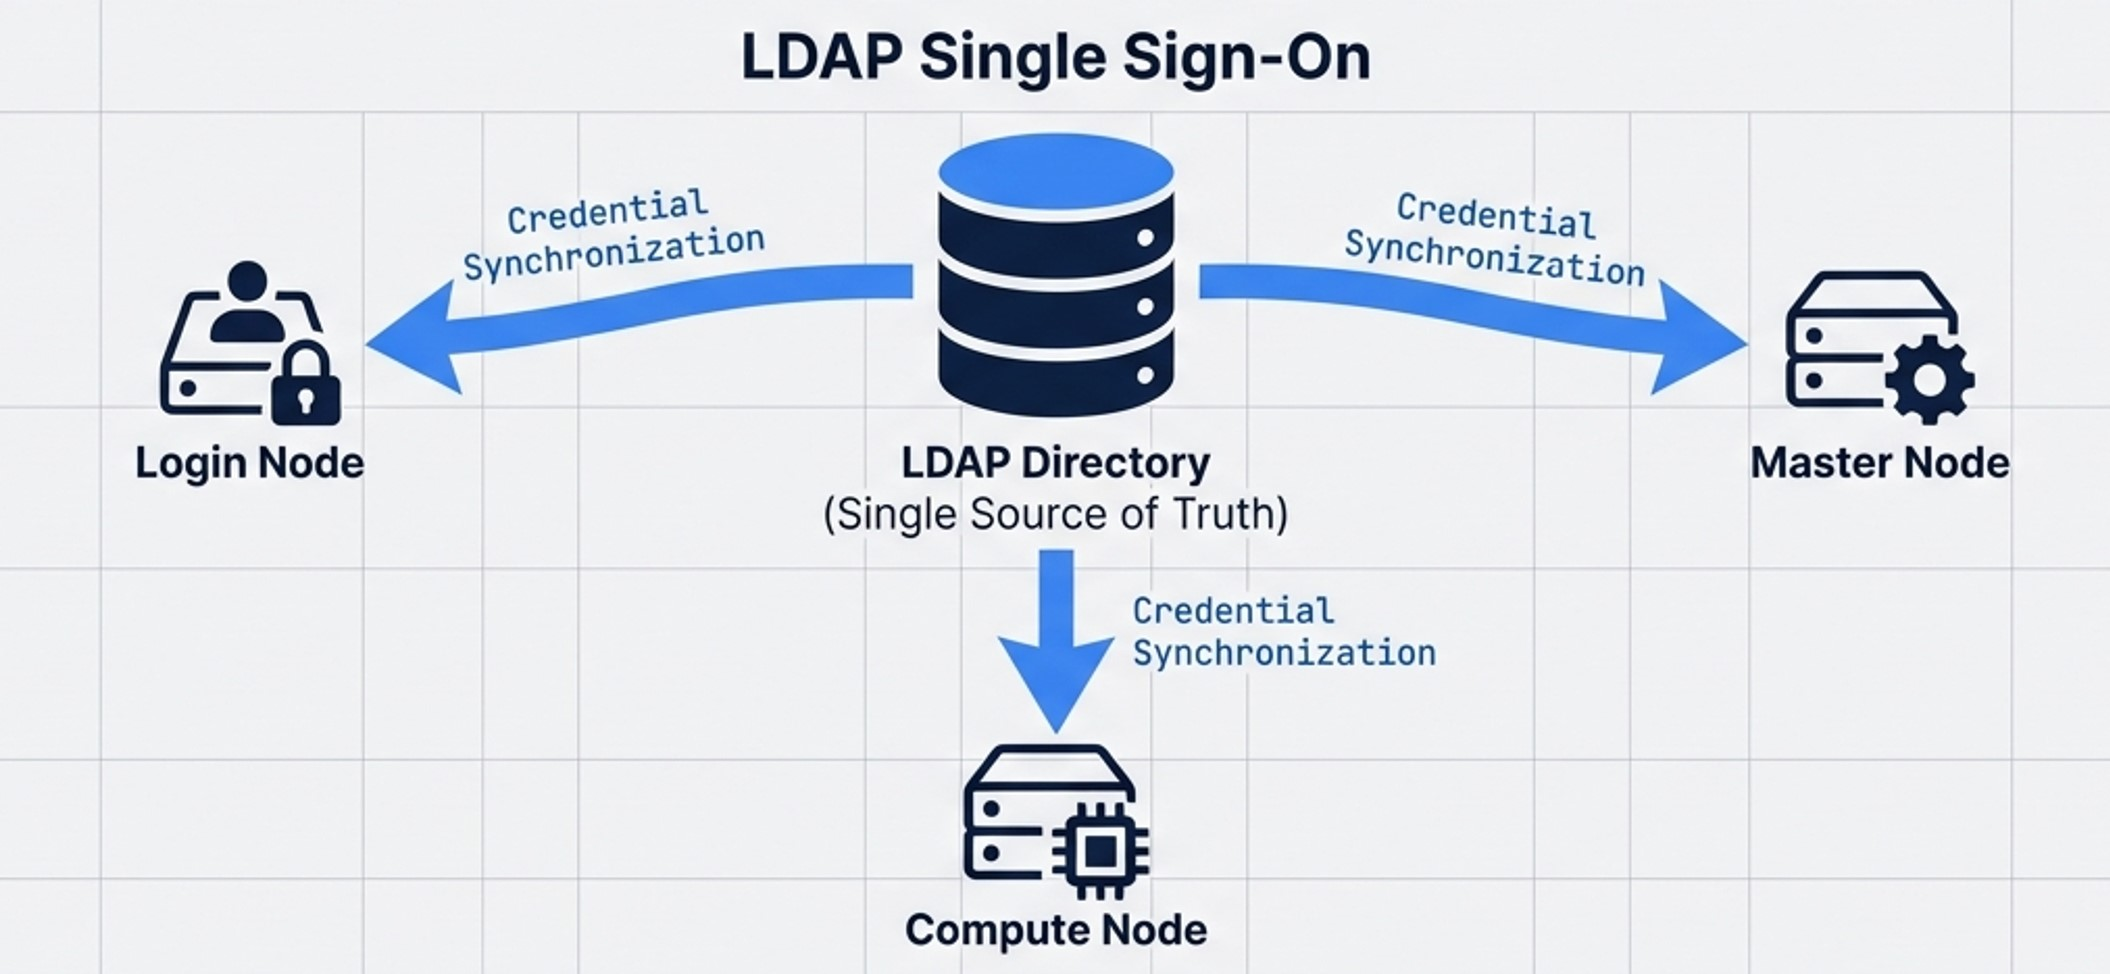 LDAP Single Sign-On
Credential
Synchronization
Credential
Synchronization
Login Node
LDAP Directory
(Single Source of Truth)
Master Node
Credential
Synchronization
Compute Node